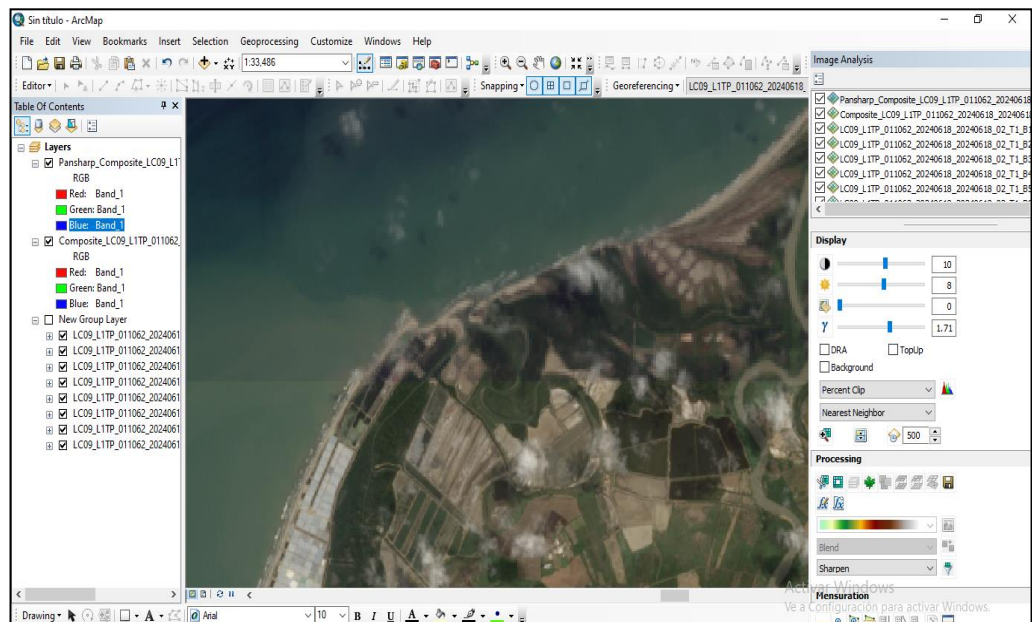 Sin título - ArcMap
File Edit View Bookmarks Insert Selection Geoprocessing Customize Windows Help
1:33,486
Editor Snapping Georeferencing LC09_L1TP_011062_20240618_
Table Of Contents
Layers
Pansharp_Composite_LC09_L1T
RGB
Red: Band_1
Green: Band_1
Blue: Band_1
Composite_LC09_L1TP_011062_
RGB
Red: Band_1
Green: Band_1
Blue: Band_1
New Group Layer
LC09_L1TP_011062_2024061
LC09_L1TP_011062_2024061
LC09_L1TP_011062_2024061
LC09_L1TP_011062_2024061
LC09_L1TP_011062_2024061
LC09_L1TP_011062_2024061
LC09_L1TP_011062_2024061
LC09_L1TP_011062_2024061
Image Analysis
Pansharp_Composite_LC09_L1TP_011062_2024061
Composite_LC09_L1TP_011062_20240618_2024061
LC09_L1TP_011062_20240618_20240618_02_T1_B1
LC09_L1TP_011062_20240618_20240618_02_T1_B2
LC09_L1TP_011062_20240618_20240618_02_T1_B3
LC09_L1TP_011062_20240618_20240618_02_T1_B4
LC09_L1TP_011062_20240618_20240618_02_T1_B5
Display
10
8
0
γ 1.71
DRA TopUp
Background
Percent Clip
Nearest Neighbor
500
Processing
Blend
Sharpen
Activar Windows
Mensuration
Ve a Configuración para activar Windows.
Drawing A Arial 10 B I U A